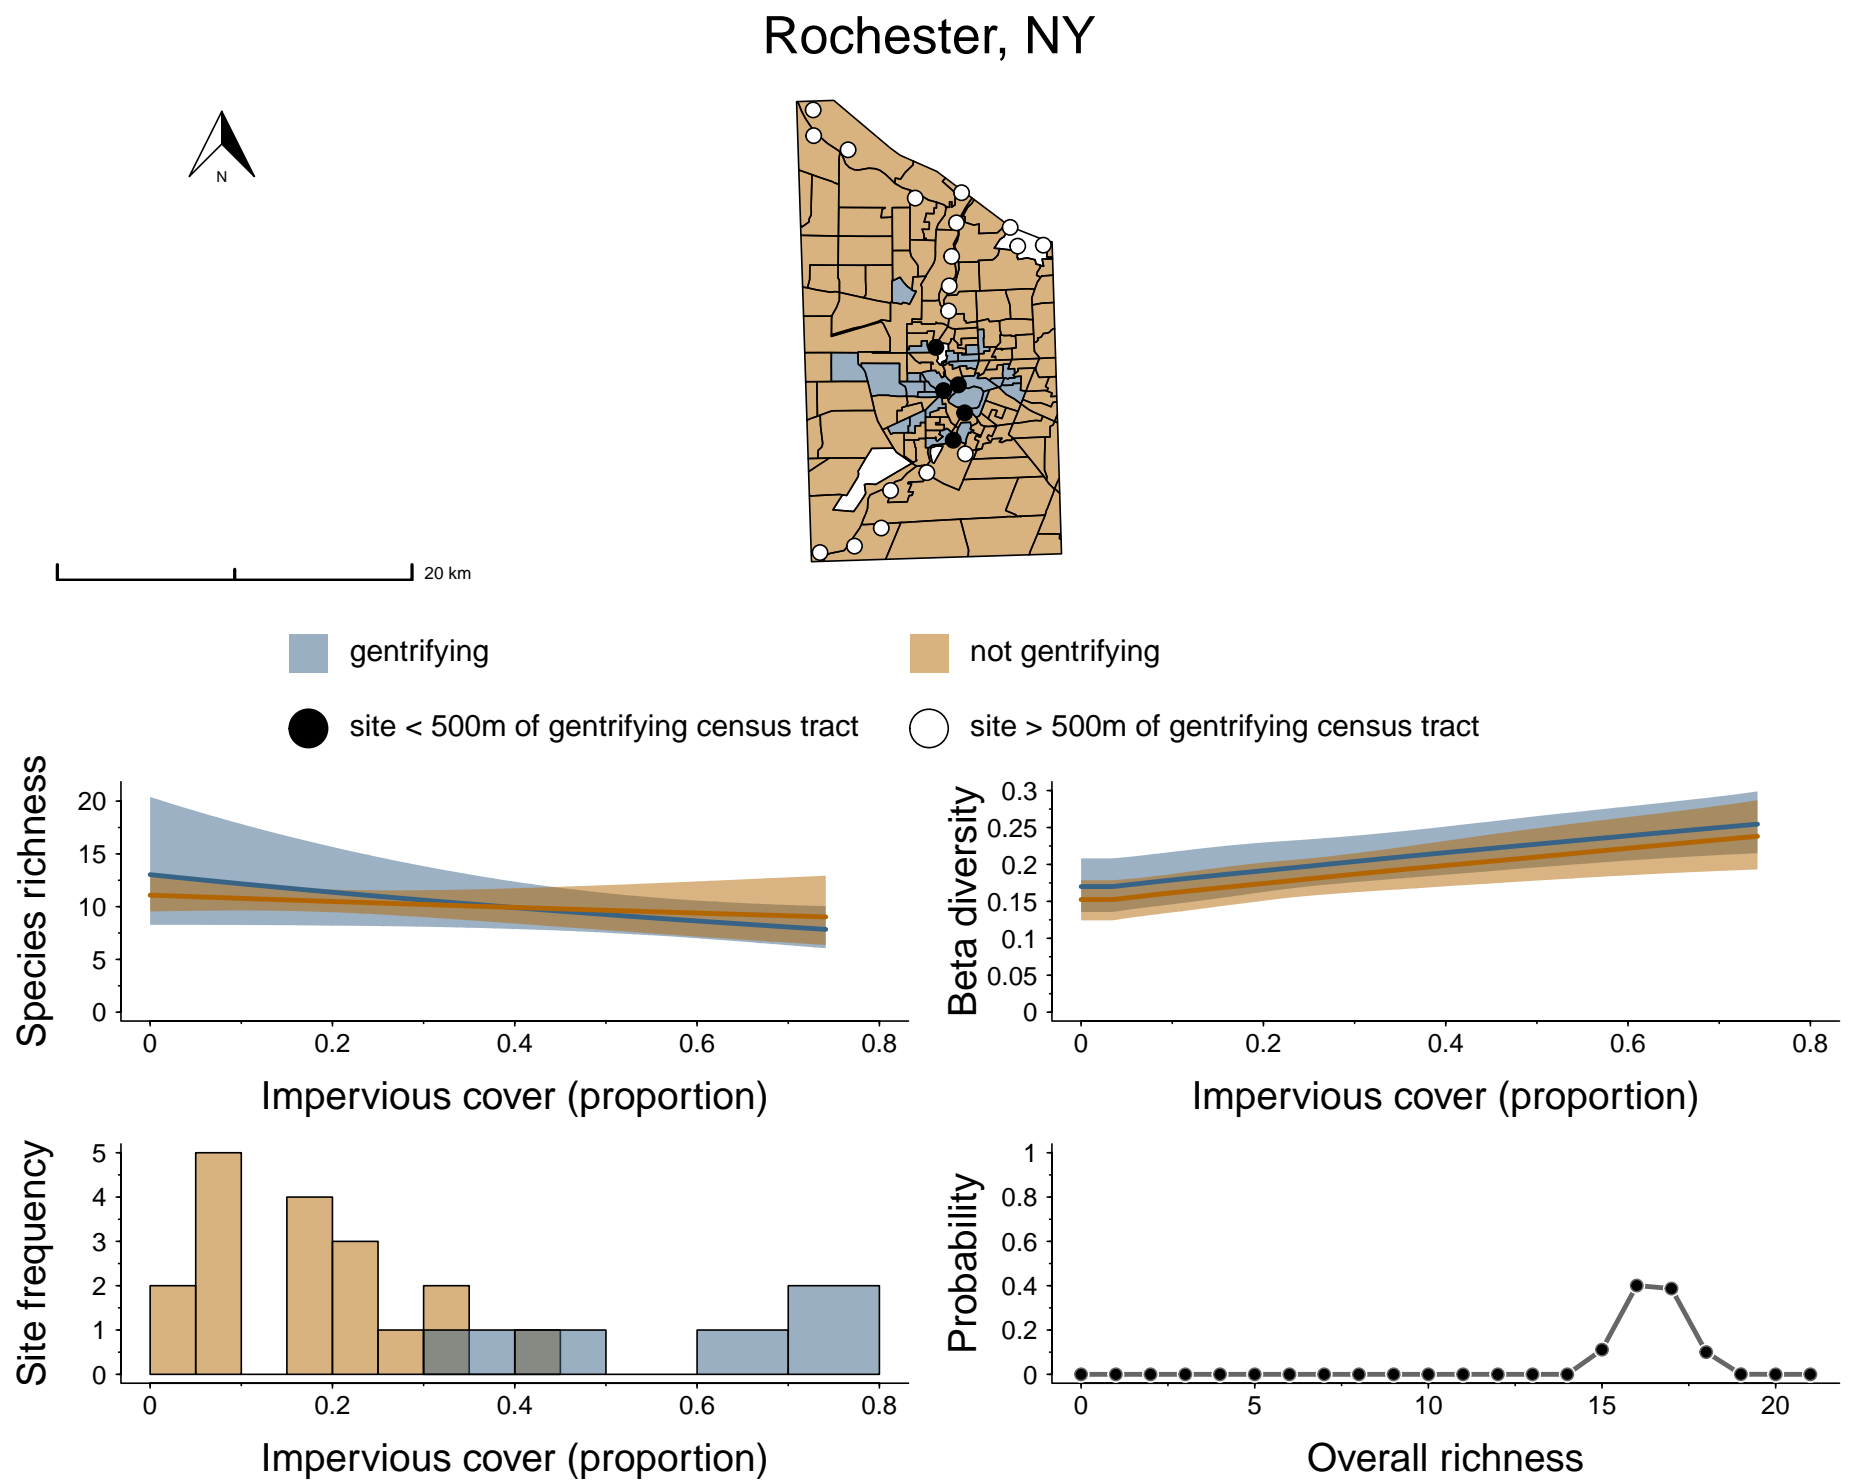 Rochester, NY
N
20 km
gentrifying
not gentrifying
site < 500m of gentrifying census tract
site > 500m of gentrifying census tract
Species richness
20
15
10
5
0
0 0.2 0.4 0.6 0.8
Impervious cover (proportion)
Beta diversity
0.3
0.25
0.2
0.15
0.1
0.05
0
0 0.2 0.4 0.6 0.8
Impervious cover (proportion)
Site frequency
5
4
3
2
1
0
0 0.2 0.4 0.6 0.8
Impervious cover (proportion)
Probability
1
0.8
0.6
0.4
0.2
0
0 5 10 15 20
Overall richness